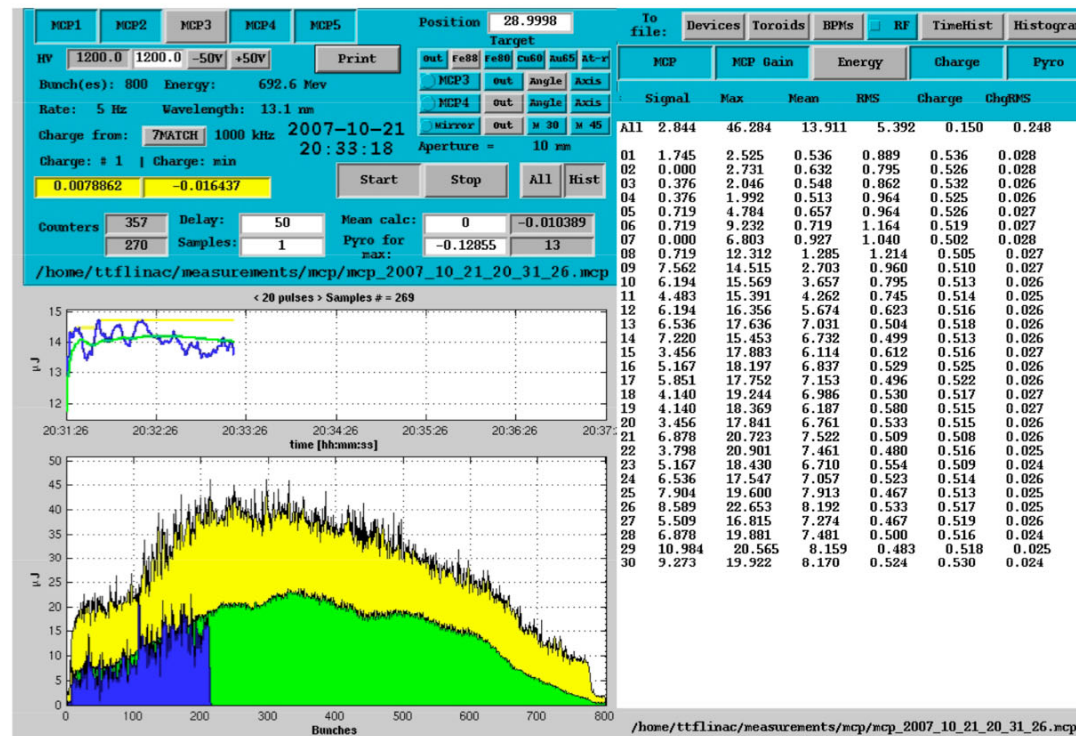 MCP1 MCP2 MCP3 MCP4 MCP5 Position 28.9998
Target
HV 1200.0 1200.0 -50V +50V Print out Fe88 Fe80 Cu60 Au65 At-r
Bunch(es): 800 Energy: 692.6 Mev MCP3 out Angle Axis
Rate: 5 Hz Wavelength: 13.1 nm MCP4 Out Angle Axis
Charge from: 7MATCH 1000 kHz 2007-10-21 Mirror Out M 30 M 45
20:33:18 Aperture = 10 mm
Charge: # 1 | Charge: min
0.0078862 -0.016437 Start Stop All Hist
Counters 357 Delay: 50 Mean calc: 0 -0.010389
270 Samples: 1 Pyro for max: -0.12855 13
/home/ttflinac/measurements/mcp/mcp_2007_10_21_20_31_26.mcp
< 20 pulses > Samples # = 269
15
14
13
12
µJ
20:31:26 20:32:26 20:33:26 20:34:26 20:35:26 20:36:26 20:37:
time [hh:mm:ss]
50
45
40
35
30
25
20
15
10
5
0
µJ
0 100 200 300 400 500 600 700 800
Bunches
To file: Devices Toroids BPMs RF TimeHist Histogra
MCP MCP Gain Energy Charge Pyro
: Signal Max Mean RMS Charge ChgRMS
All 2.844 46.284 13.911 5.392 0.150 0.248
01 1.745 2.525 0.536 0.889 0.536 0.028
02 0.000 2.731 0.632 0.795 0.526 0.028
03 0.376 2.046 0.548 0.862 0.532 0.026
04 0.376 1.992 0.513 0.964 0.525 0.026
05 0.719 4.784 0.657 0.964 0.526 0.027
06 0.719 9.232 0.719 1.164 0.519 0.027
07 0.000 6.803 0.927 1.040 0.502 0.028
08 0.719 12.312 1.285 1.214 0.505 0.027
09 7.562 14.515 2.703 0.960 0.510 0.027
10 6.194 15.569 3.657 0.795 0.513 0.026
11 4.483 15.391 4.262 0.745 0.514 0.025
12 6.194 16.356 5.674 0.623 0.516 0.026
13 6.536 17.636 7.031 0.504 0.518 0.026
14 7.220 15.453 6.732 0.499 0.513 0.026
15 3.456 17.883 6.114 0.612 0.516 0.027
16 5.167 18.197 6.837 0.529 0.525 0.026
17 5.851 17.752 7.153 0.496 0.522 0.026
18 4.140 19.244 6.986 0.530 0.517 0.027
19 4.140 18.369 6.187 0.580 0.515 0.027
20 3.456 17.841 6.761 0.533 0.515 0.026
21 6.878 20.723 7.522 0.509 0.508 0.026
22 3.798 20.901 7.461 0.480 0.516 0.025
23 5.167 18.430 6.710 0.554 0.509 0.024
24 6.536 17.547 7.057 0.523 0.514 0.026
25 7.904 19.600 7.913 0.467 0.513 0.025
26 8.589 22.653 8.192 0.533 0.517 0.025
27 5.509 16.815 7.274 0.467 0.519 0.026
28 6.878 19.881 7.481 0.500 0.516 0.024
29 10.984 20.565 8.159 0.483 0.518 0.025
30 9.273 19.922 8.170 0.524 0.530 0.024
/home/ttflinac/measurements/mcp/mcp_2007_10_21_20_31_26.mcp